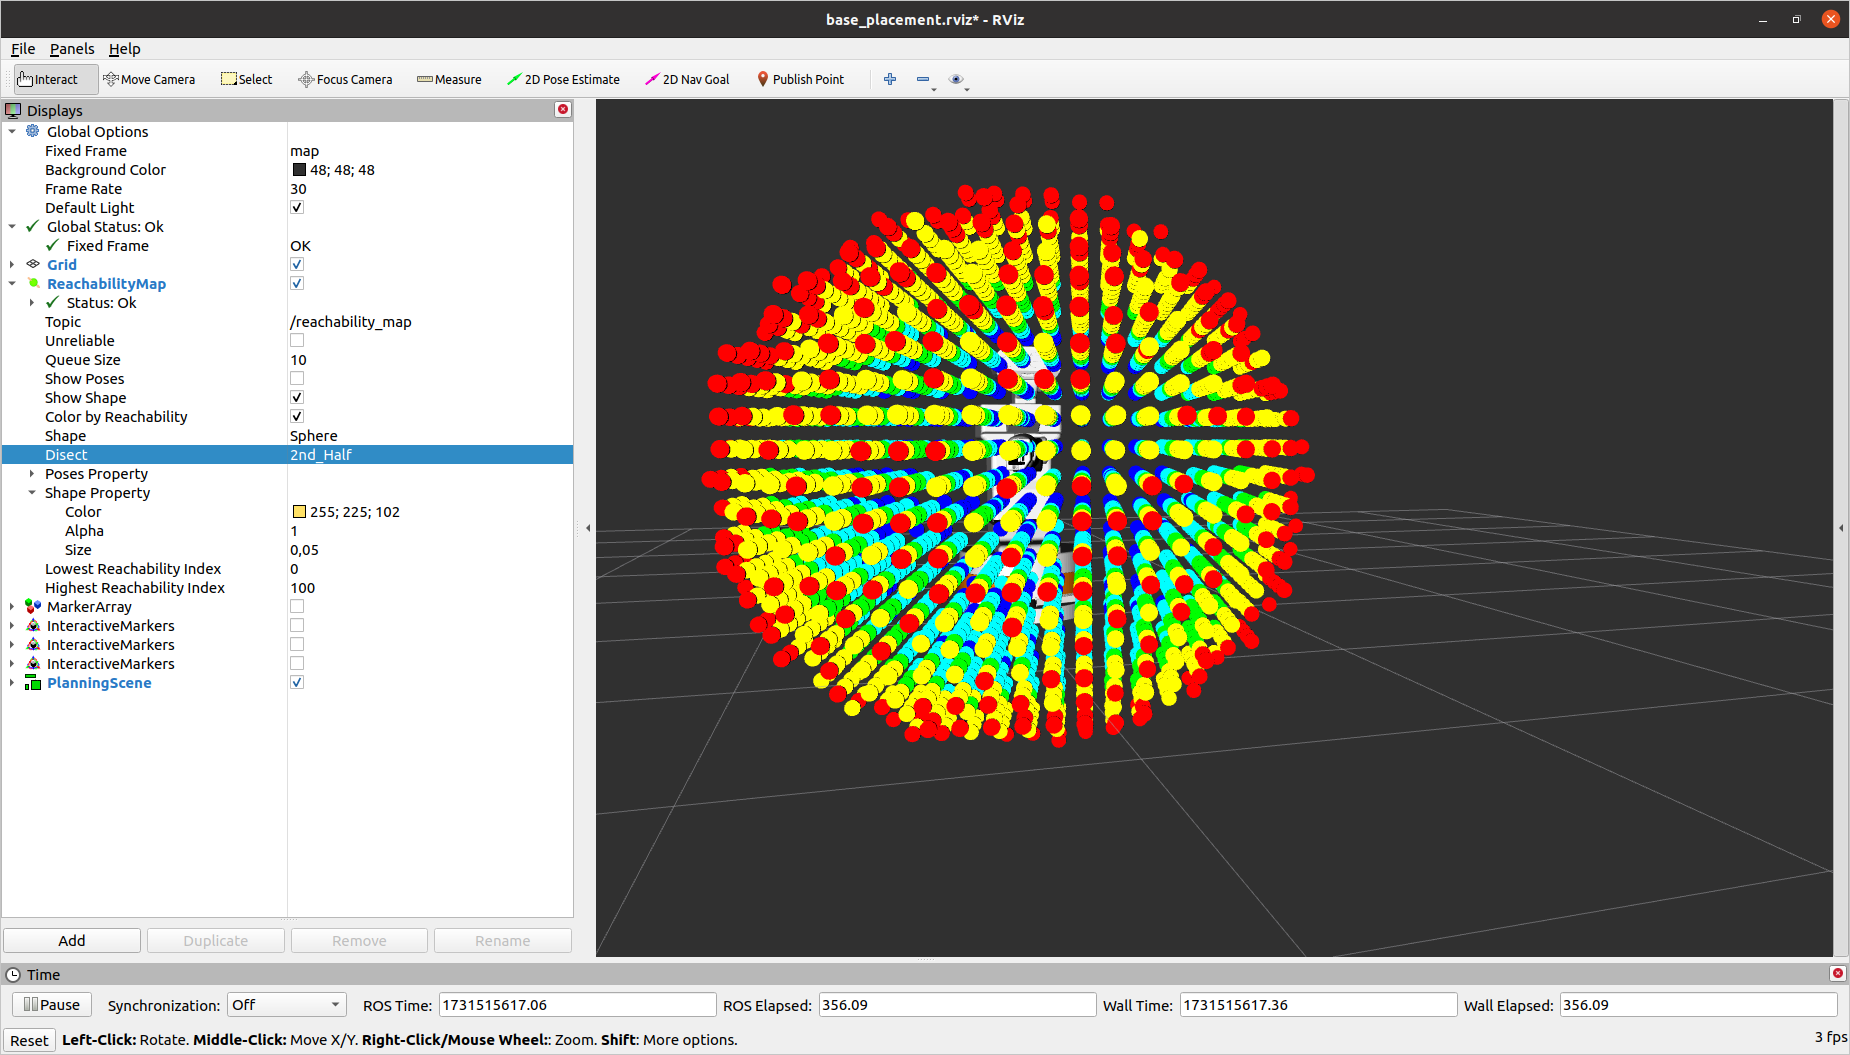 base_placement.rviz* - RViz
File Panels Help
Interact Move Camera Select Focus Camera Measure 2D Pose Estimate 2D Nav Goal Publish Point
Displays
Global Options
Fixed Frame map
Background Color 48; 48; 48
Frame Rate 30
Default Light
Global Status: Ok
Fixed Frame OK
Grid
ReachabilityMap
Status: Ok
Topic /reachability_map
Unreliable
Queue Size 10
Show Poses
Show Shape
Color by Reachability
Shape Sphere
Disect 2nd_Half
Poses Property
Shape Property
Color 255; 225; 102
Alpha 1
Size 0,05
Lowest Reachability Index 0
Highest Reachability Index 100
MarkerArray
InteractiveMarkers
InteractiveMarkers
InteractiveMarkers
PlanningScene
Add Duplicate Remove Rename
Time
Pause Synchronization: Off ROS Time: 1731515617.06 ROS Elapsed: 356.09 Wall Time: 1731515617.36 Wall Elapsed: 356.09
Reset Left-Click: Rotate. Middle-Click: Move X/Y. Right-Click/Mouse Wheel:: Zoom. Shift: More options. 3 fps